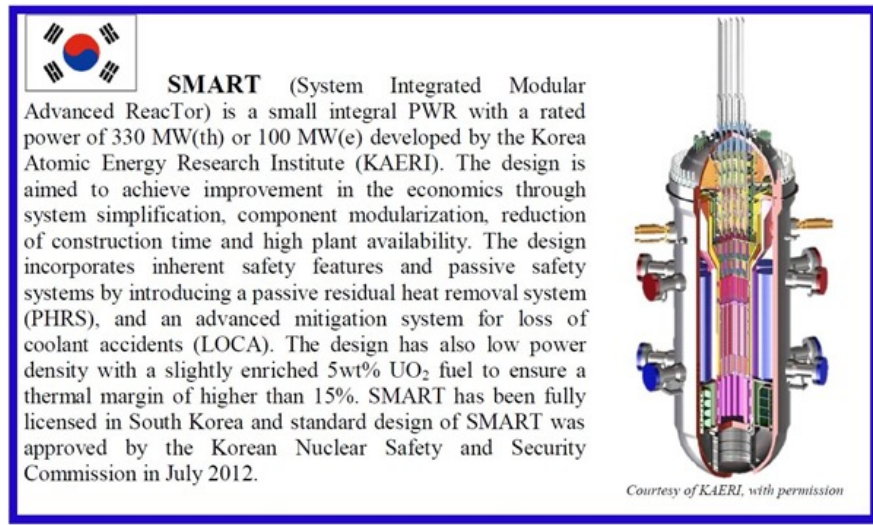 SMART (System Integrated Modular
Advanced ReacTor) is a small integral PWR with a rated
power of 330 MW(th) or 100 MW(e) developed by the Korea
Atomic Energy Research Institute (KAERI). The design is
aimed to achieve improvement in the economics through
system simplification, component modularization, reduction
of construction time and high plant availability. The design
incorporates inherent safety features and passive safety
systems by introducing a passive residual heat removal system
(PHRS), and an advanced mitigation system for loss of
coolant accidents (LOCA). The design has also low power
density with a slightly enriched 5wt% UO₂ fuel to ensure a
thermal margin of higher than 15%. SMART has been fully
licensed in South Korea and standard design of SMART was
approved by the Korean Nuclear Safety and Security
Commission in July 2012.
Courtesy of KAERI, with permission